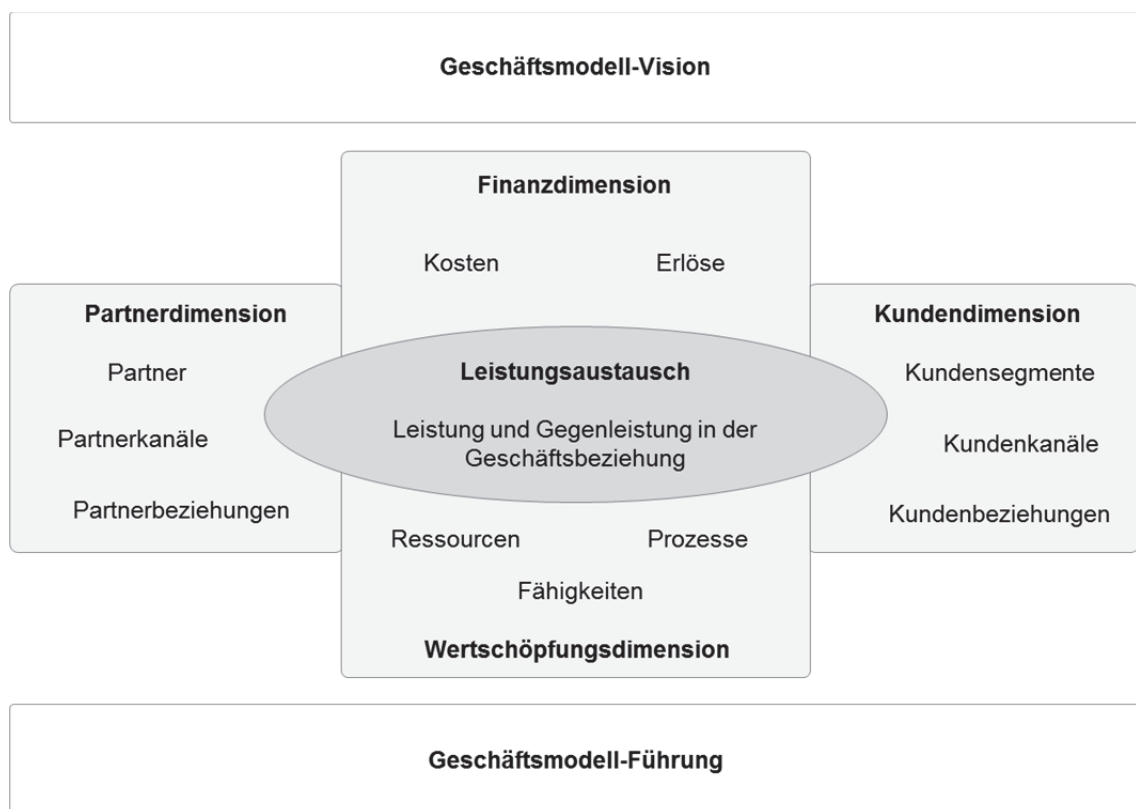 Geschäftsmodell-Vision
Finanzdimension
Kosten
Erlöse
Partnerdimension
Partner
Partnerkanäle
Partnerbeziehungen
Leistungsaustausch
Leistung und Gegenleistung in der
Geschäftsbeziehung
Kundendimension
Kundensegmente
Kundenkanäle
Kundenbeziehungen
Ressourcen
Prozesse
Fähigkeiten
Wertschöpfungsdimension
Geschäftsmodell-Führung